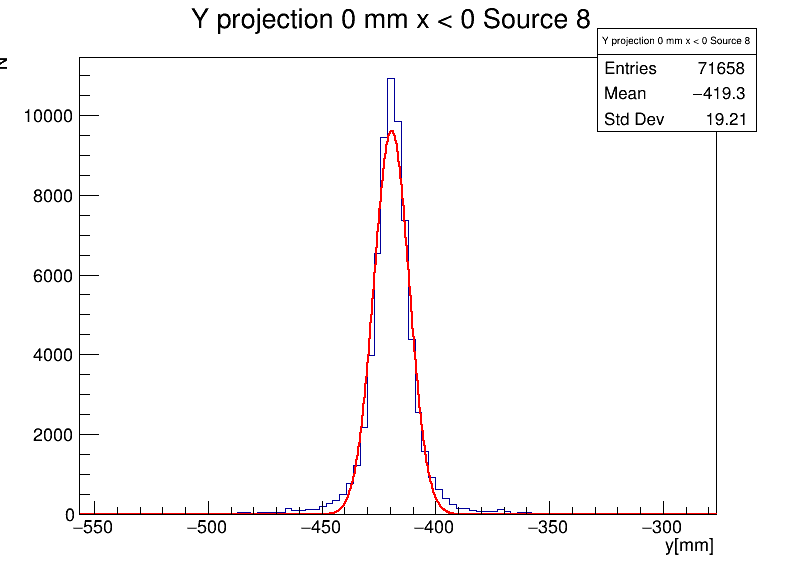 Y projection 0 mm x < 0 Source 8
Y projection 0 mm x < 0 Source 8
Entries 71658
Mean −419.3
Std Dev 19.21
N
10000
8000
6000
4000
2000
0
−550 −500 −450 −400 −350 −300
y[mm]